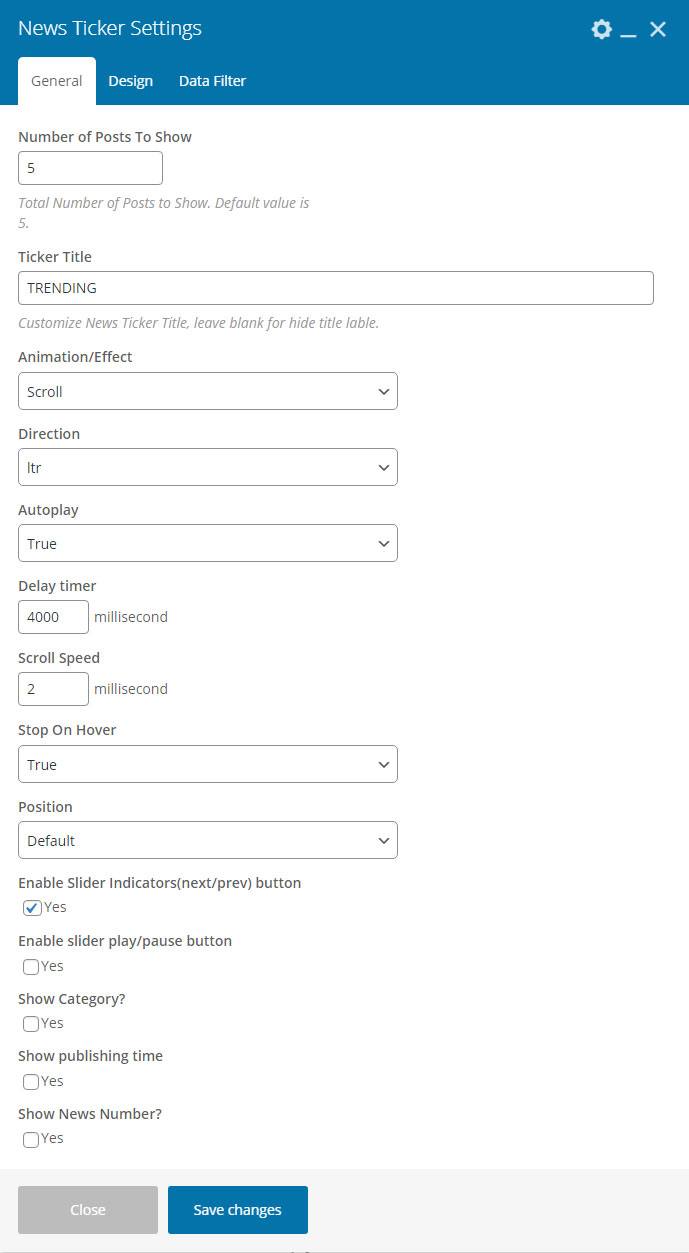 News Ticker Settings
General Design Data Filter
Number of Posts To Show
5
Total Number of Posts to Show. Default value is
5.
Ticker Title
TRENDING
Customize News Ticker Title, leave blank for hide title lable.
Animation/Effect
Scroll
Direction
ltr
Autoplay
True
Delay timer
4000 millisecond
Scroll Speed
2 millisecond
Stop On Hover
True
Position
Default
Enable Slider Indicators(next/prev) button
Yes
Enable slider play/pause button
Yes
Show Category?
Yes
Show publishing time
Yes
Show News Number?
Yes
Close Save changes